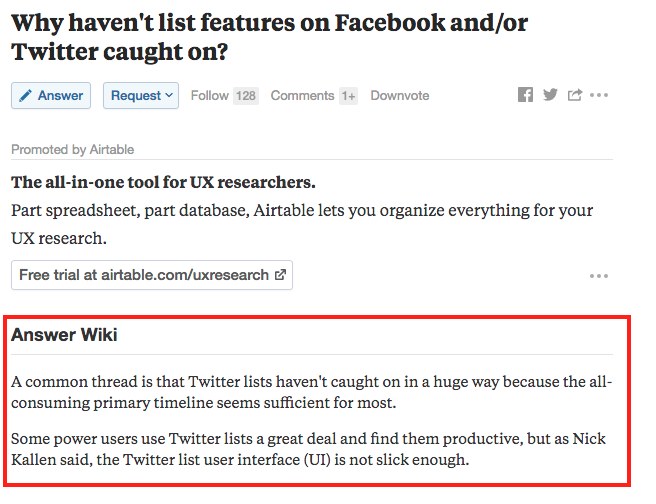 Why haven't list features on Facebook and/or
Twitter caught on?
Answer Request Follow 128 Comments 1+ Downvote
Promoted by Airtable
The all-in-one tool for UX researchers.
Part spreadsheet, part database, Airtable lets you organize everything for your
UX research.
Free trial at airtable.com/uxresearch
Answer Wiki
A common thread is that Twitter lists haven't caught on in a huge way because the all-
consuming primary timeline seems sufficient for most.
Some power users use Twitter lists a great deal and find them productive, but as Nick
Kallen said, the Twitter list user interface (UI) is not slick enough.